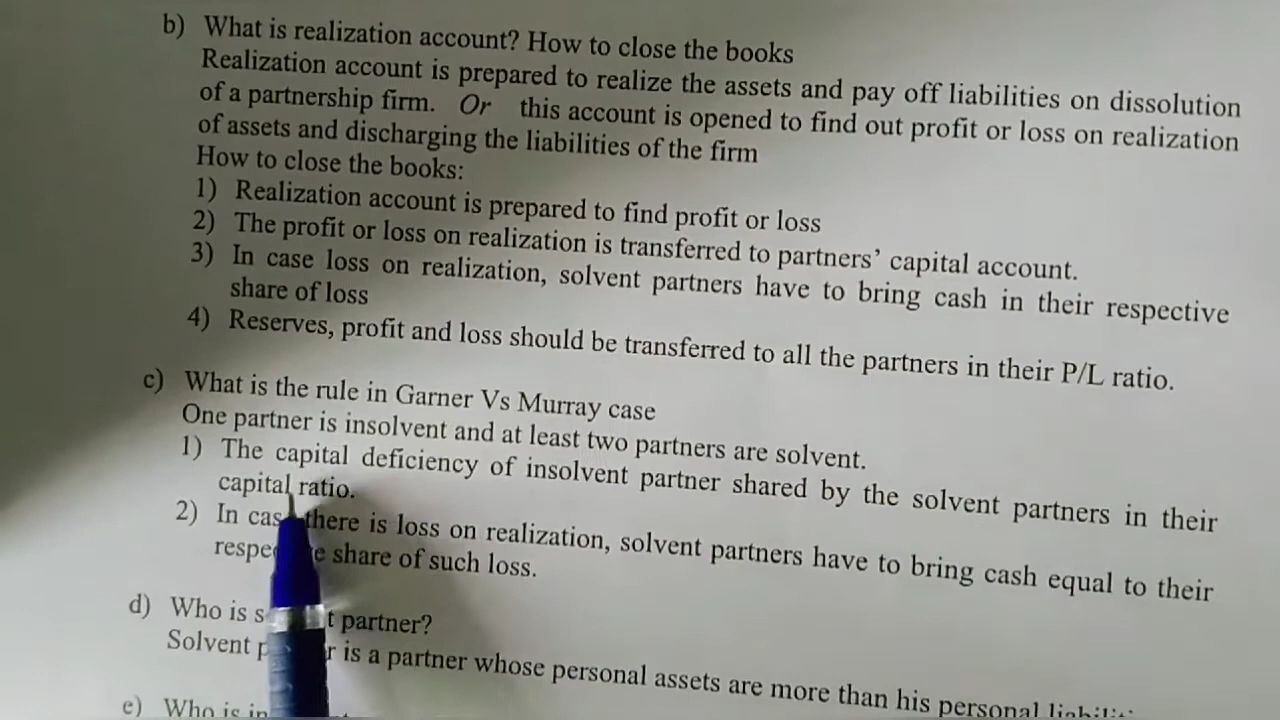 b) What is realization account? How to close the books
Realization account is prepared to realize the assets and pay off liabilities on dissolution
of a partnership firm. Or this account is opened to find out profit or loss on realization
of assets and discharging the liabilities of the firm
How to close the books:
1) Realization account is prepared to find profit or loss
2) The profit or loss on realization is transferred to partners' capital account.
3) In case loss on realization, solvent partners have to bring cash in their respective
share of loss
4) Reserves, profit and loss should be transferred to all the partners in their P/L ratio.
c) What is the rule in Garner Vs Murray case
One partner is insolvent and at least two partners are solvent.
1) The capital deficiency of insolvent partner shared by the solvent partners in their
capital ratio.
2) In there is loss on realization, solvent partners have to bring cash equal to their
share of such loss.
d) Who is partner?
Solvent is a partner whose personal assets are more than his personal
e) Who is